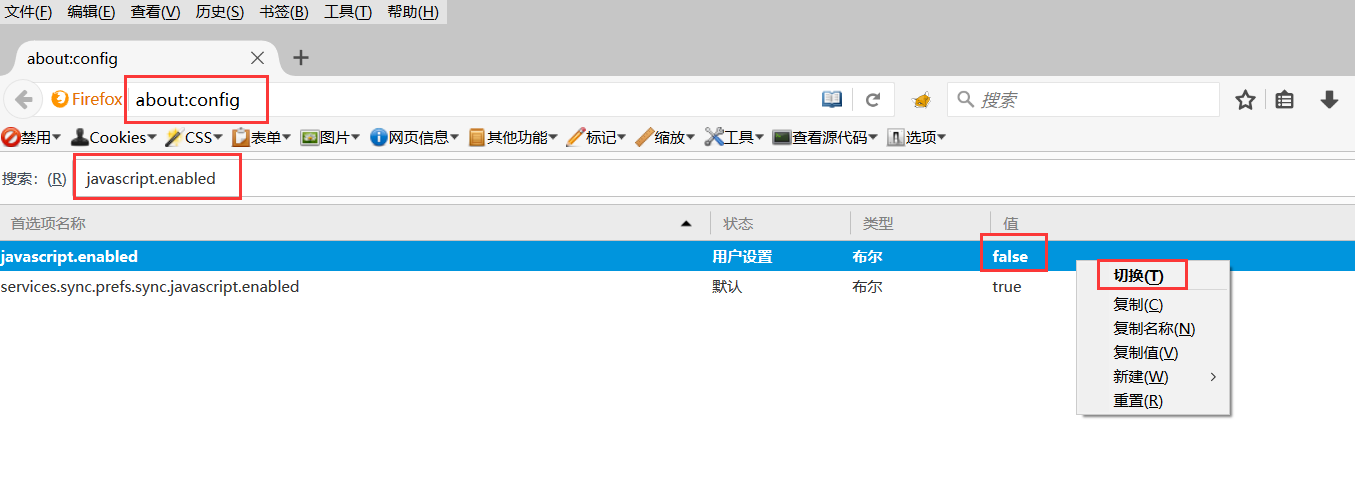 文件(F) 编辑(E) 查看(V) 历史(S) 书签(B) 工具(T) 帮助(H)
about:config
Firefox about:config 搜索
禁用 Cookies CSS 表单 图片 网页信息 其他功能 标记 缩放 工具 查看源代码 选项
搜索: (R) javascript.enabled
首选项名称 状态 类型 值
javascript.enabled 用户设置 布尔 false
切换(T)
services.sync.prefs.sync.javascript.enabled 默认 布尔 true
复制(C)
复制名称(N)
复制值(V)
新建(W)
重置(R)